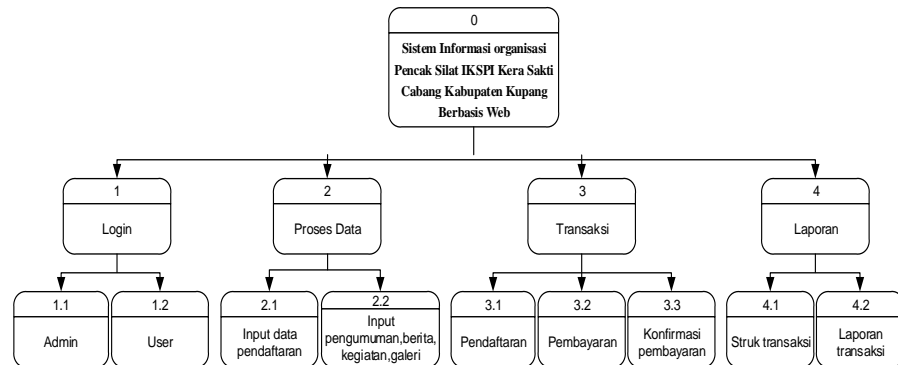 0
Sistem Informasi organisasi
Pencak Silat IKSPI Kera Sakti
Cabang Kabupaten Kupang
Berbasis Web
1
Login
2
Proses Data
3
Transaksi
4
Laporan
1.1
Admin
1.2
User
2.1
Input data
pendaftaran
2.2
Input
pengumuman,berita,
kegiatan,galeri
3.1
Pendaftaran
3.2
Pembayaran
3.3
Konfirmasi
pembayaran
4.1
Struk transaksi
4.2
Laporan
transaksi